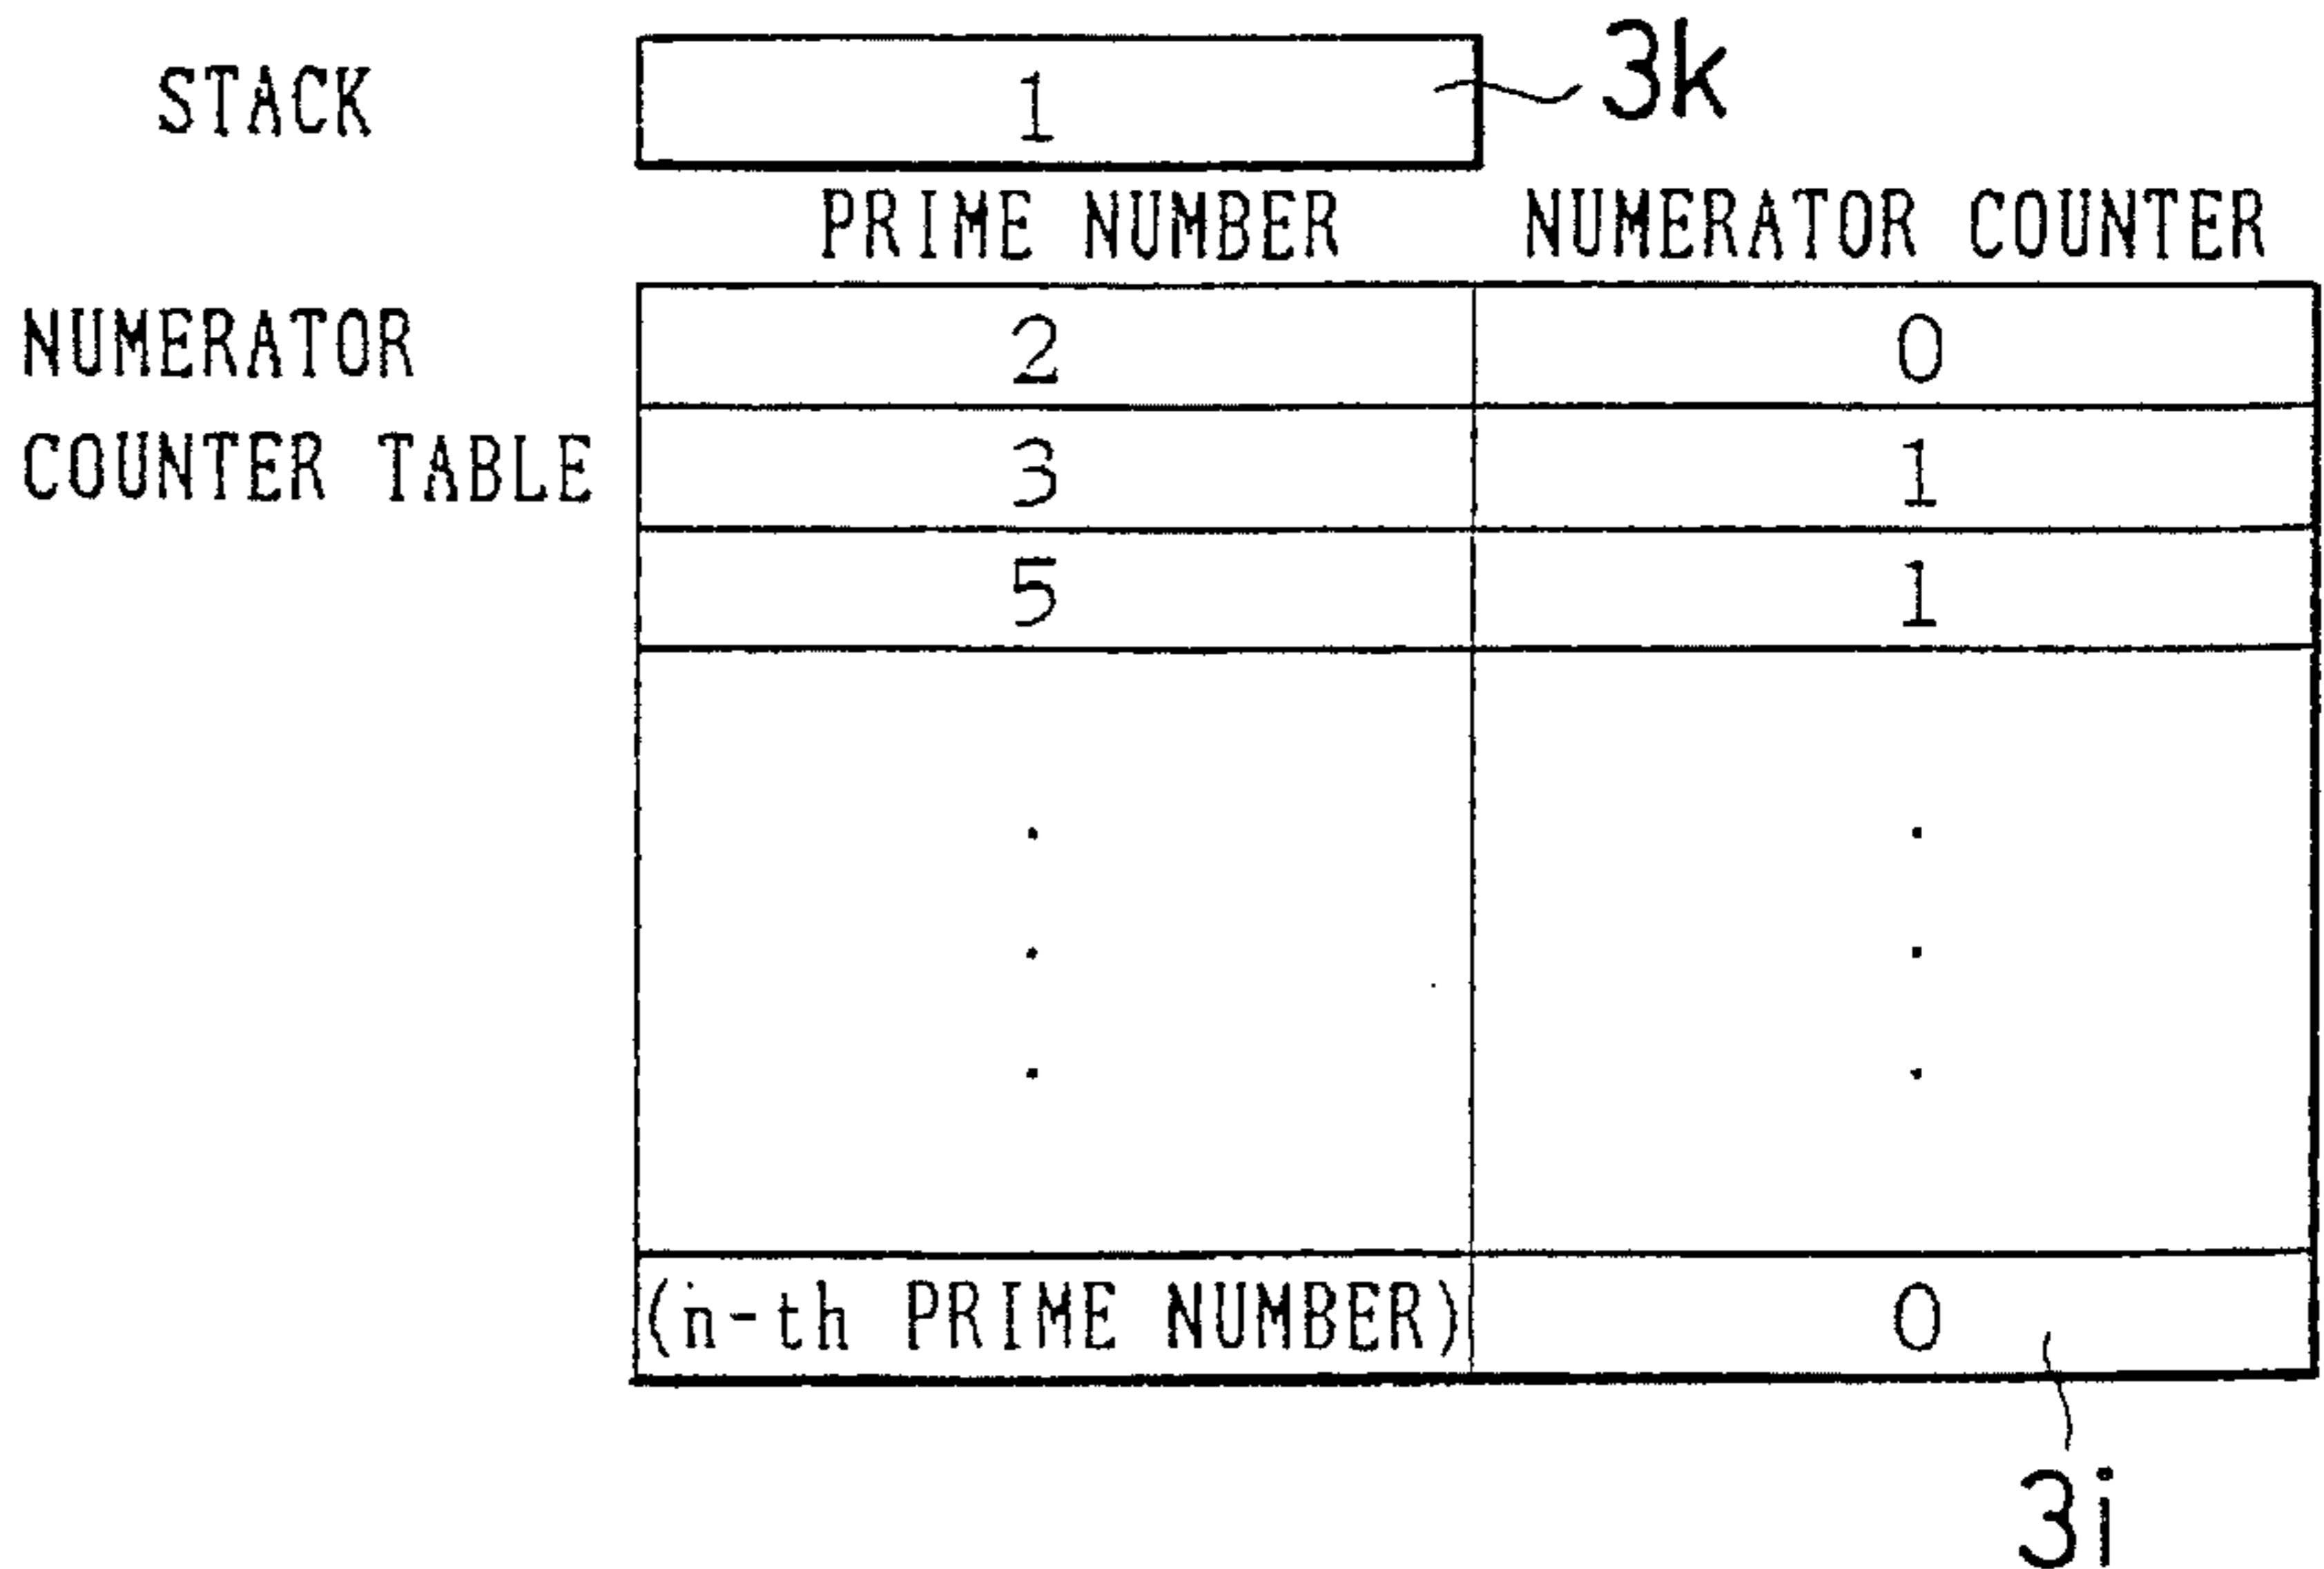 STACK 1 3k
PRIME NUMBER NUMERATOR COUNTER
NUMERATOR 2 0
COUNTER TABLE 3 1
5 1
(n-th PRIME NUMBER) 0
3i